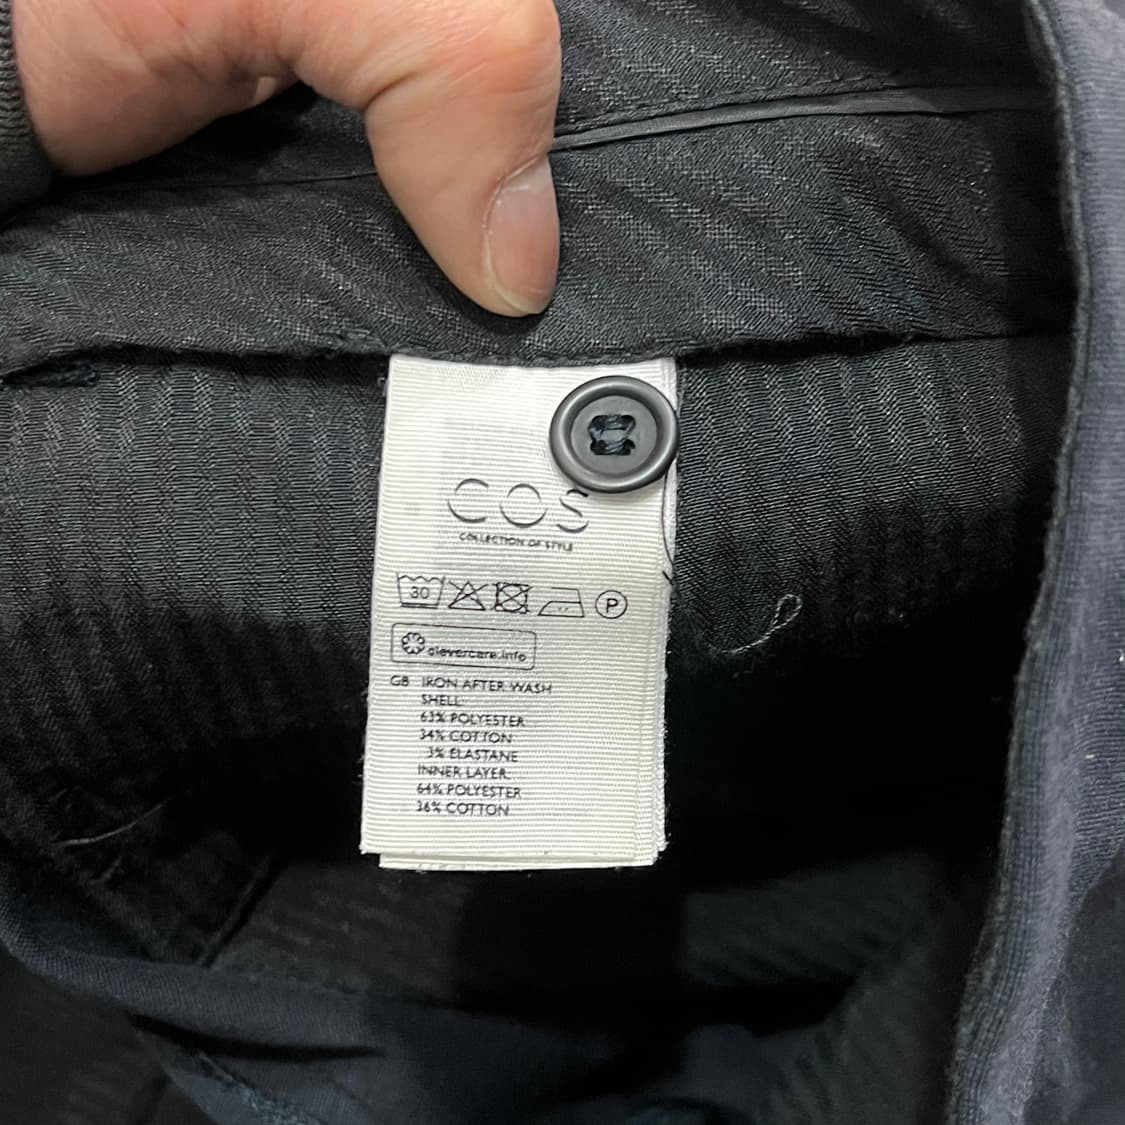 COS
COLLECTION OF STYLE
30 P
clevercare.info
GB IRON AFTER WASH
SHELL
63% POLYESTER
34% COTTON
3% ELASTANE
INNER LAYER
64% POLYESTER
36% COTTON